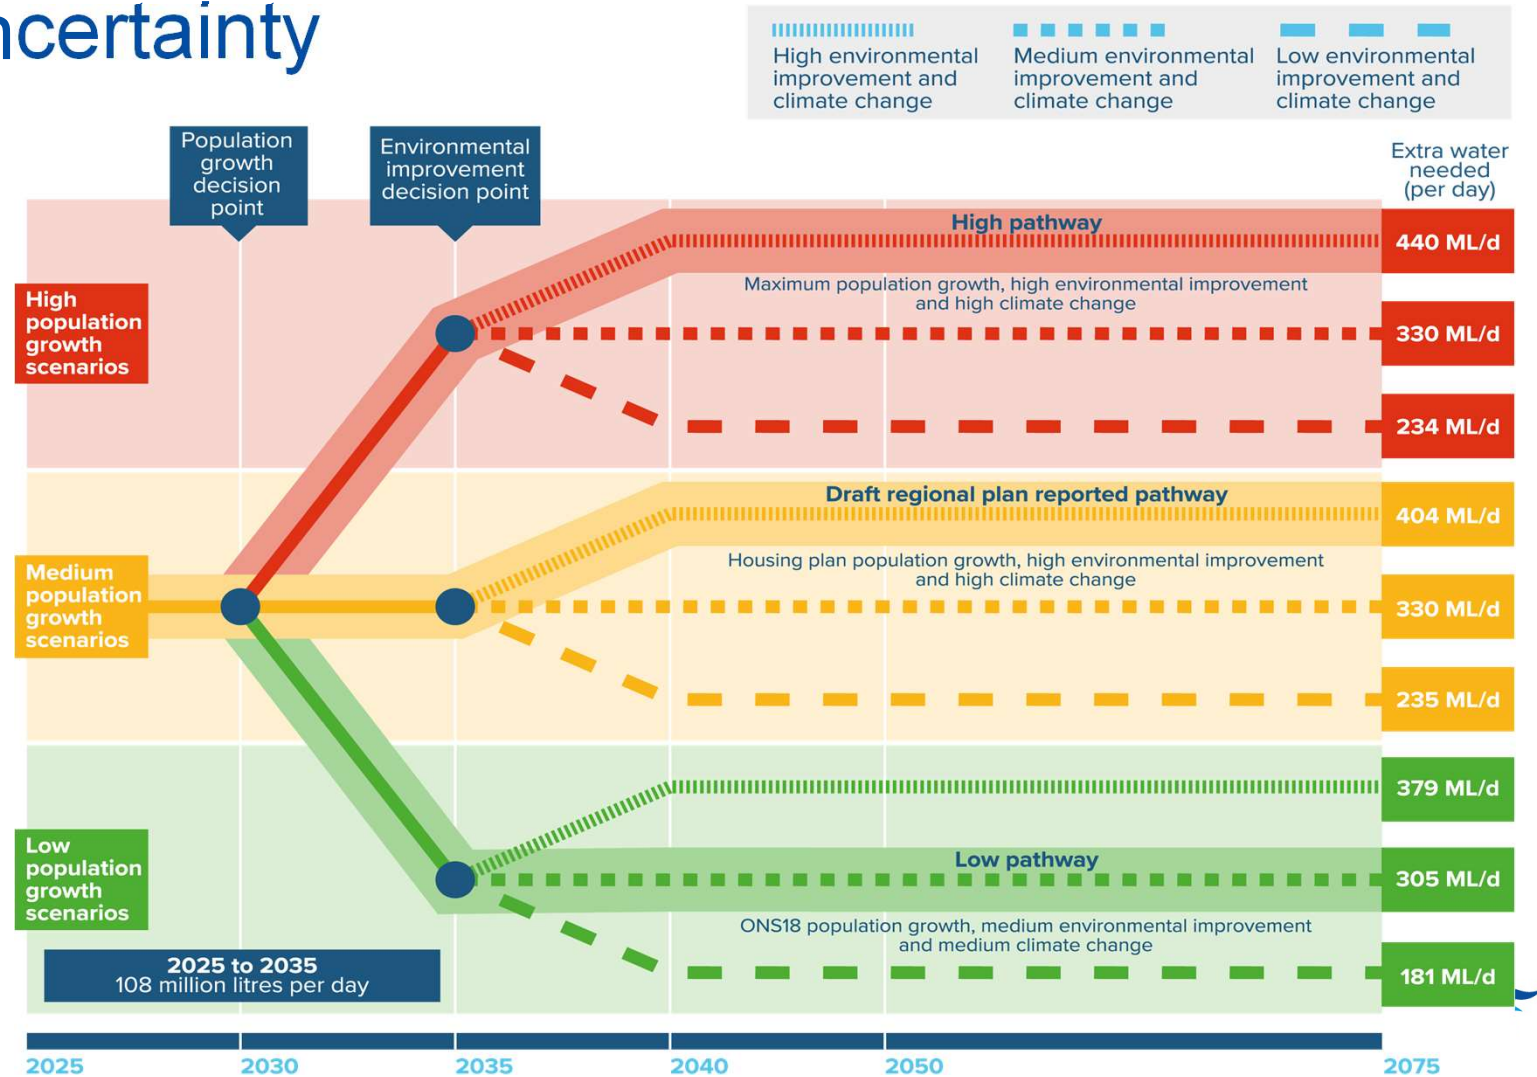 ncertainty
High environmental
improvement and
climate change
Medium environmental
improvement and
climate change
Low environmental
improvement and
climate change
Population
growth
decision
point
Environmental
improvement
decision point
Extra water
needed
(per day)
High
population
growth
scenarios
High pathway
440 ML/d
Maximum population growth, high environmental improvement
and high climate change
330 ML/d
234 ML/d
Medium
population
growth
scenarios
Draft regional plan reported pathway
404 ML/d
Housing plan population growth, high environmental improvement
and high climate change
330 ML/d
235 ML/d
Low
population
growth
scenarios
379 ML/d
Low pathway
305 ML/d
ONS18 population growth, medium environmental improvement
and medium climate change
181 ML/d
2025 to 2035
108 million litres per day
2025 2030 2035 2040 2050 2075